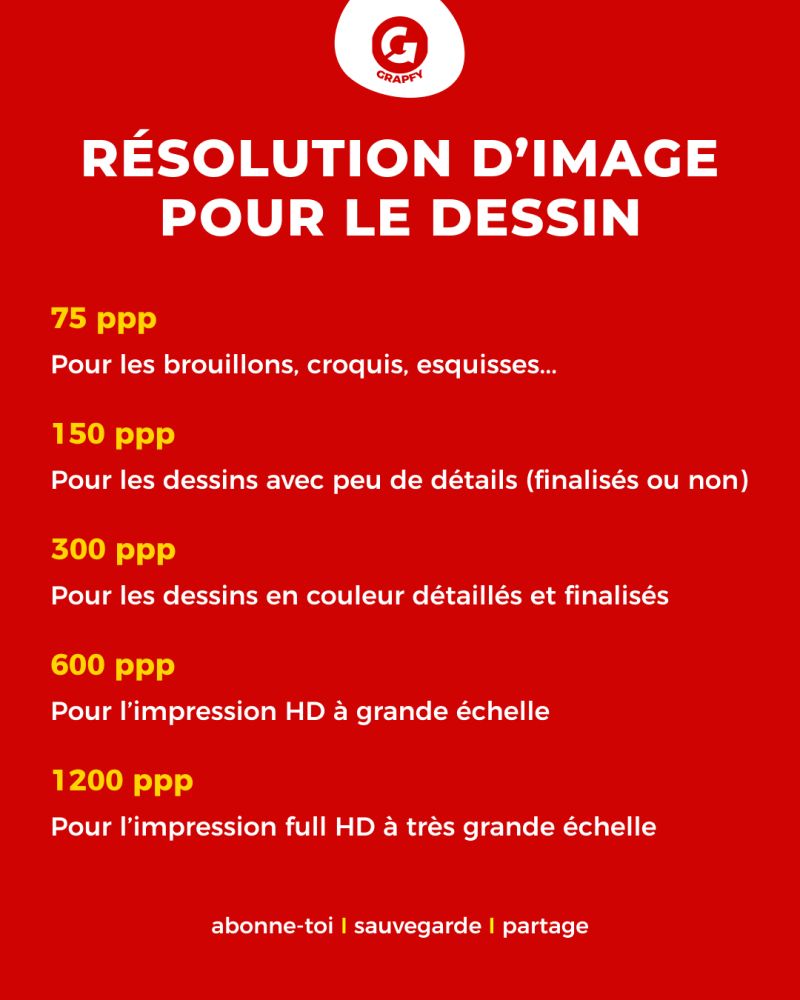 G
GRAPFY
RÉSOLUTION D’IMAGE
POUR LE DESSIN
75 ppp
Pour les brouillons, croquis, esquisses...
150 ppp
Pour les dessins avec peu de détails (finalisés ou non)
300 ppp
Pour les dessins en couleur détaillés et finalisés
600 ppp
Pour l’impression HD à grande échelle
1200 ppp
Pour l’impression full HD à très grande échelle
abonne-toi I sauvegarde I partage